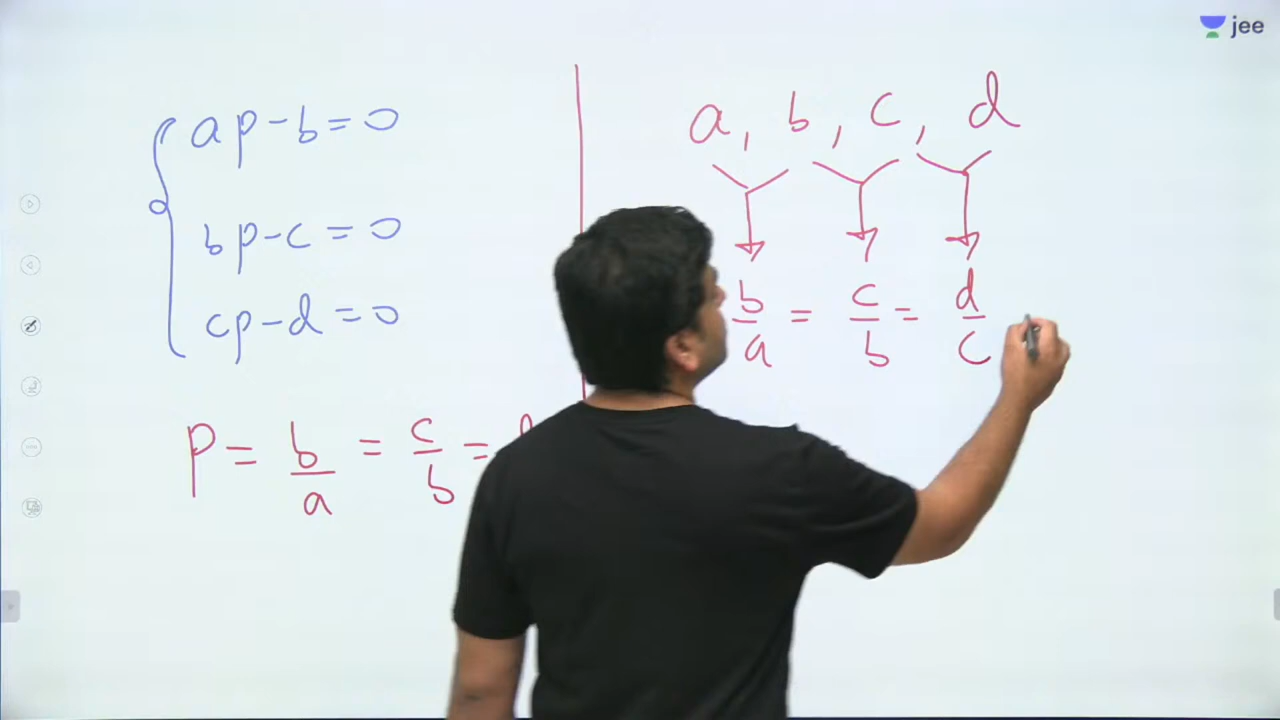 jee
ap-b=0
bp-c=0
cp-d=0
p = b/a = c/b =
a, b, c, d
b/a = c/b = d/c